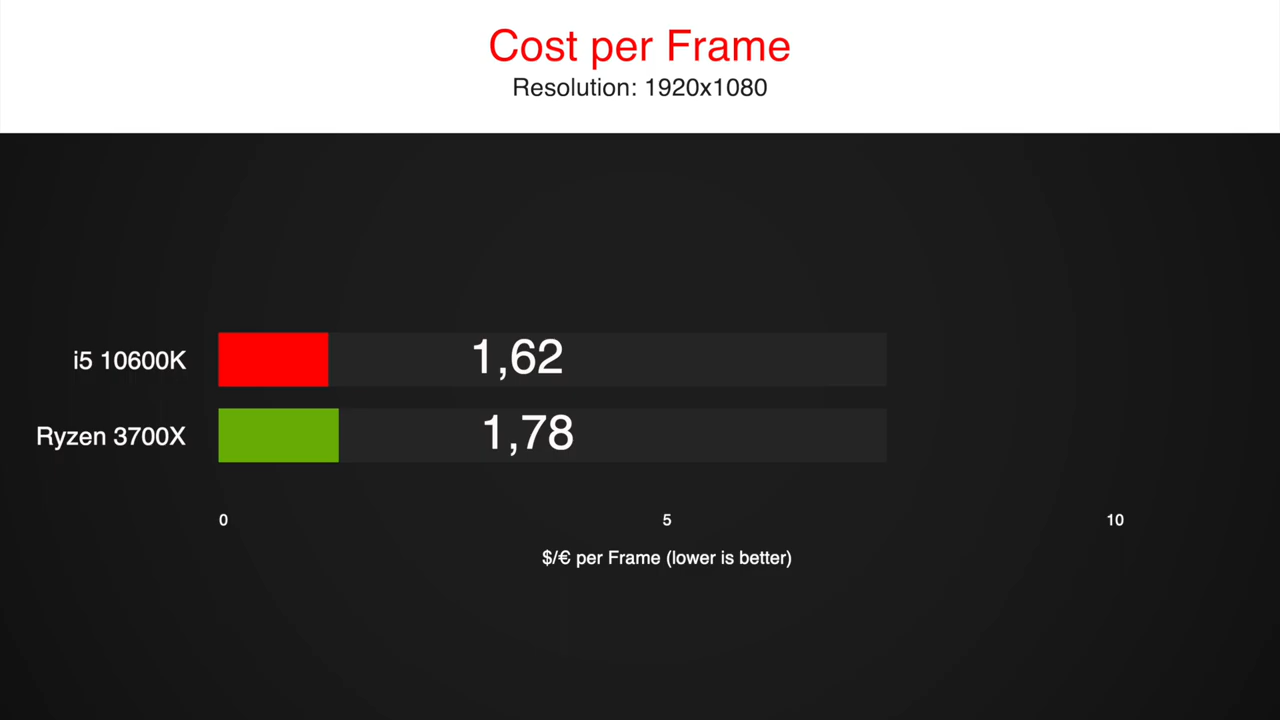 Cost per Frame
Resolution: 1920x1080
i5 10600K 1,62
Ryzen 3700X 1,78
0 5 10
$/€ per Frame (lower is better)